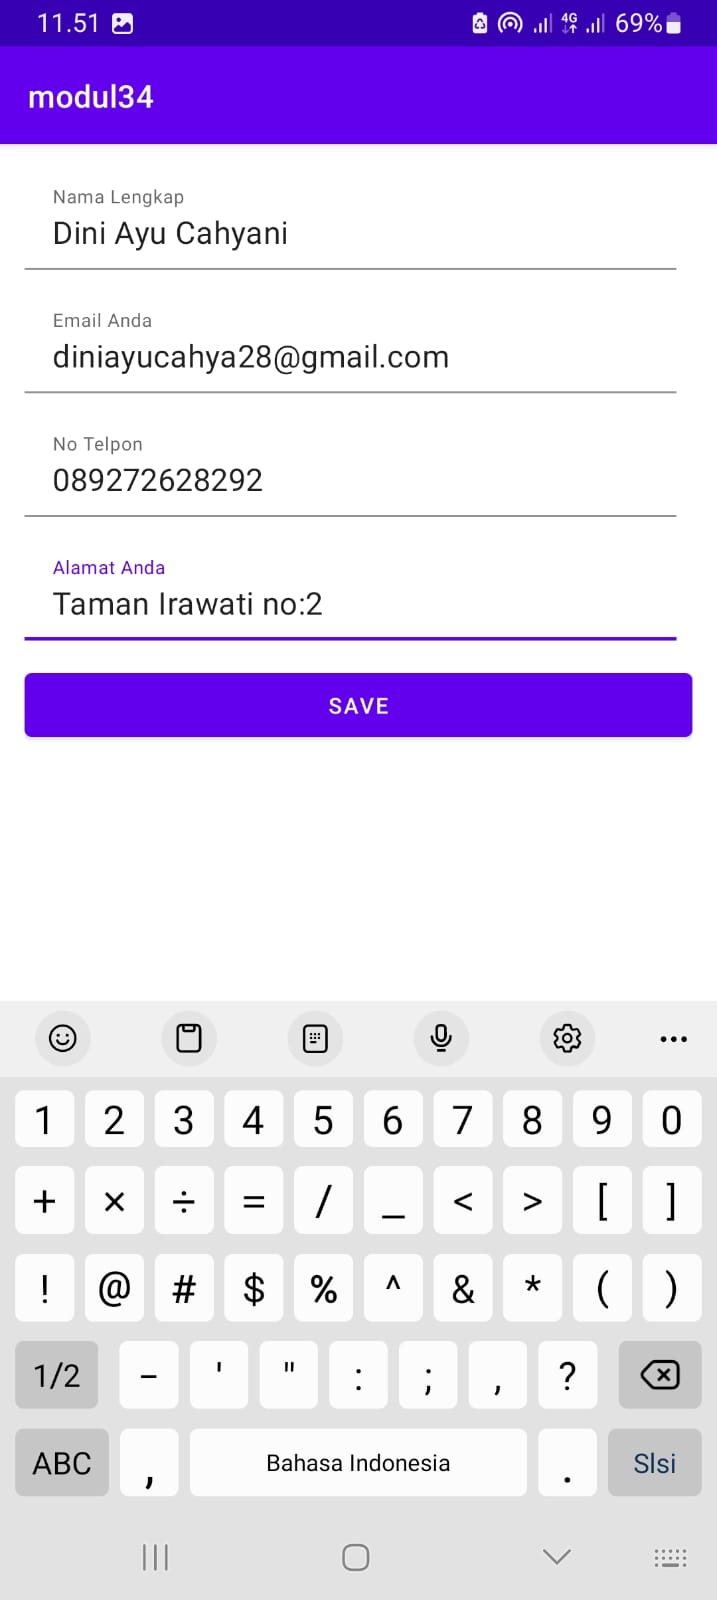 11.51 4G 69%
modul34
Nama Lengkap
Dini Ayu Cahyani
Email Anda
diniayucahya28@gmail.com
No Telpon
089272628292
Alamat Anda
Taman Irawati no:2
SAVE
1 2 3 4 5 6 7 8 9 0
+ × ÷ = / _ < > [ ]
! @ # $ % ^ & * ( )
1/2 - ' " : ; , ?
ABC , Bahasa Indonesia . Slsi